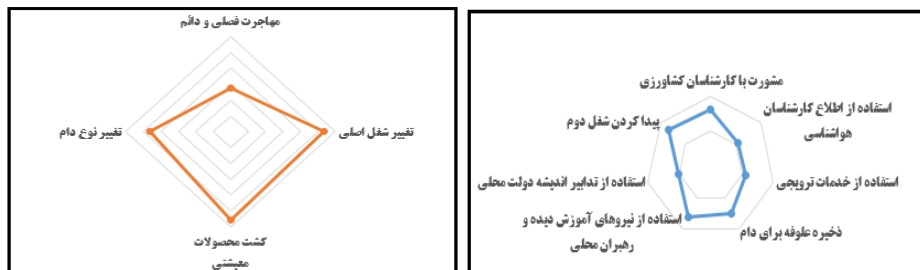 مهاجرت فصلی و دائم
تغییر شغل اصلی
کشت محصولات
معیشتی
تغییر نوع دام
مشورت با کارشناسان کشاورزی
استفاده از اطلاع کارشناسان
هواشناسی
استفاده از خدمات ترویجی
ذخیره علوفه برای دام
استفاده از نیروهای آموزش دیده و
رهبران محلی
استفاده از تدابیر اندیشه دولت محلی
پیدا کردن شغل دوم